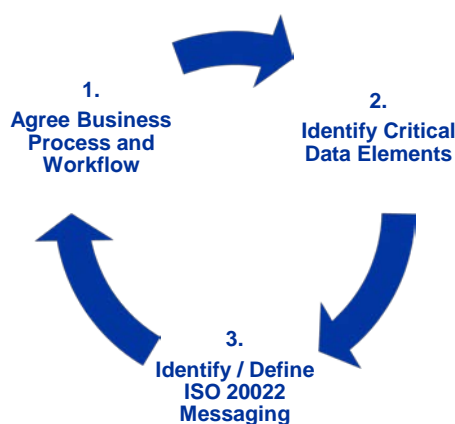 1.
Agree Business
Process and
Workflow
2.
Identify Critical
Data Elements
3.
Identify / Define
ISO 20022
Messaging